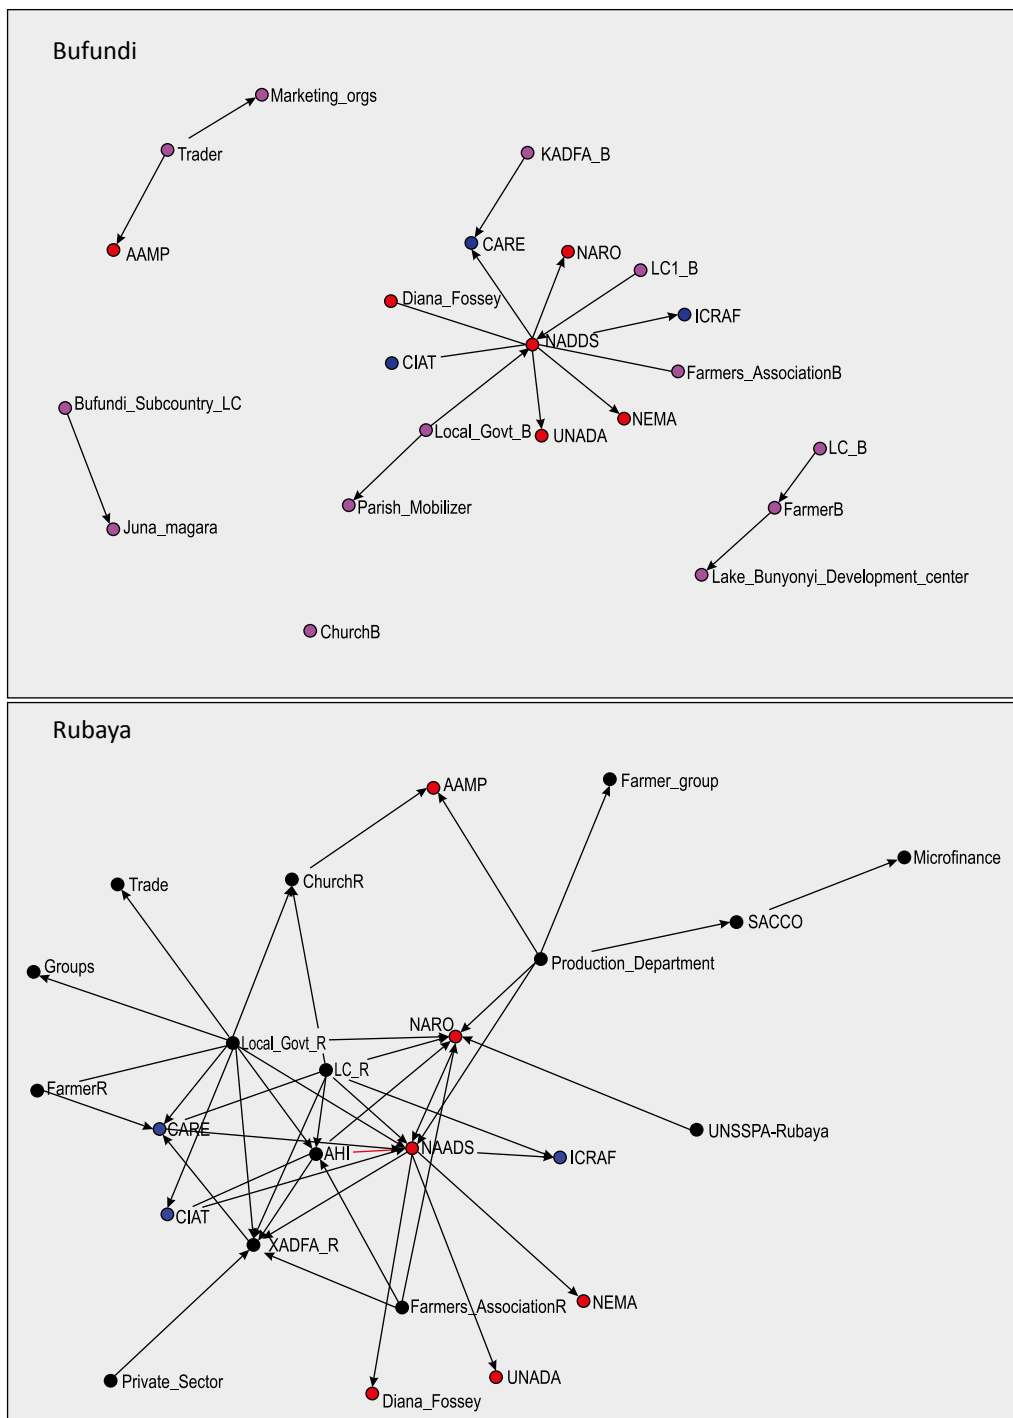 Bufundi
Marketing_orgs
Trader
KADFA_B
AAMP
CARE
NARO
LC1_B
Diana_Fossey
ICRAF
NADDS
CIAT
Farmers_AssociationB
Bufundi_Subcountry_LC
NEMA
Local_Govt_B
UNADA
LC_B
Parish_Mobilizer
FarmerB
Juna_magara
Lake_Bunyonyi_Development_center
ChurchB
Rubaya
AAMP
Farmer_group
Microfinance
Trade
ChurchR
SACCO
Groups
Production_Department
NARO
Local_Govt_R
LC_R
FarmerR
CARE
UNSSPA-Rubaya
AHI
NAADS
ICRAF
CIAT
XADFA_R
NEMA
Farmers_AssociationR
UNADA
Private_Sector
Diana_Fossey